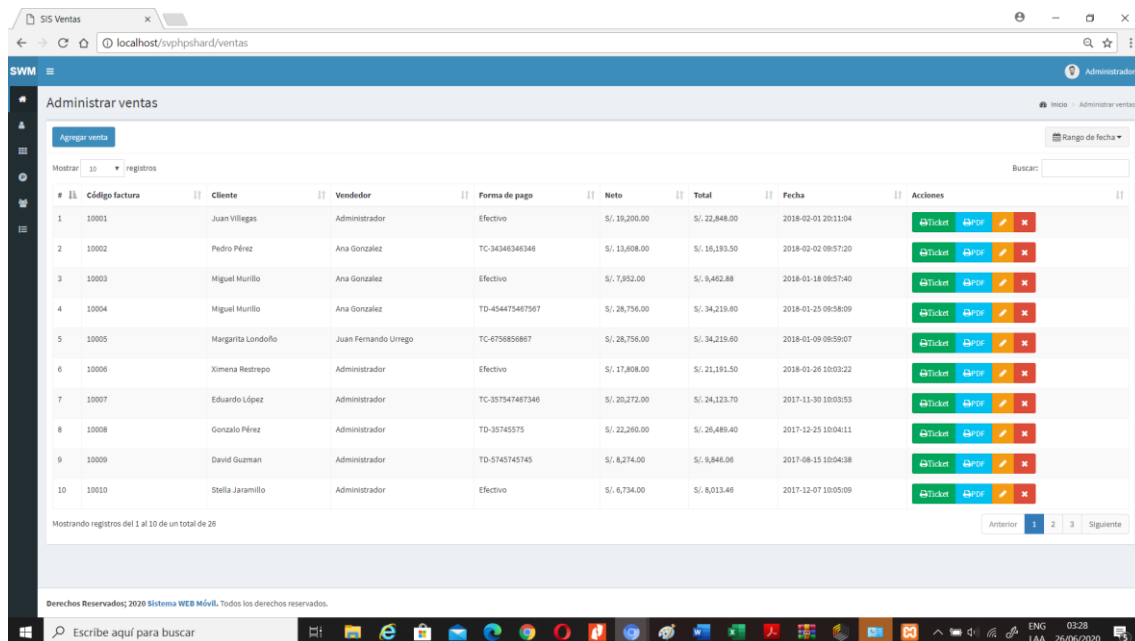 SIS Ventas
localhost/svphpshard/ventas
SWM Administrador
Administrar ventas Inicio > Administrar ventas
Agregar venta Rango de fecha
Mostrar 10 registros Buscar:
# Código factura Cliente Vendedor Forma de pago Neto Total Fecha Acciones
1 10001 Juan Villegas Administrador Efectivo S/. 19,200.00 S/. 22,848.00 2018-02-01 20:11:04 Ticket PDF
2 10002 Pedro Pérez Ana Gonzalez TC-34346346346 S/. 13,608.00 S/. 16,193.50 2018-02-02 09:57:20 Ticket PDF
3 10003 Miguel Murillo Ana Gonzalez Efectivo S/. 7,952.00 S/. 9,462.88 2018-01-18 09:57:40 Ticket PDF
4 10004 Miguel Murillo Ana Gonzalez TD-454475467567 S/. 28,756.00 S/. 34,219.60 2018-01-25 09:58:09 Ticket PDF
5 10005 Margarita Londoño Juan Fernando Urrego TC-6756856867 S/. 28,756.00 S/. 34,219.60 2018-01-09 09:59:07 Ticket PDF
6 10006 Ximena Restrepo Administrador Efectivo S/. 17,808.00 S/. 21,191.50 2018-01-26 10:03:22 Ticket PDF
7 10007 Eduardo López Administrador TC-357547467346 S/. 20,272.00 S/. 24,123.70 2017-11-30 10:03:53 Ticket PDF
8 10008 Gonzalo Pérez Administrador TD-35745575 S/. 22,260.00 S/. 26,489.40 2017-12-25 10:04:11 Ticket PDF
9 10009 David Guzman Administrador TD-5745745745 S/. 8,274.00 S/. 9,846.06 2017-08-15 10:04:38 Ticket PDF
10 10010 Stella Jaramillo Administrador Efectivo S/. 6,734.00 S/. 8,013.46 2017-12-07 10:05:09 Ticket PDF
Mostrando registros del 1 al 10 de un total de 26 Anterior 1 2 3 Siguiente
Derechos Reservados; 2020 Sistema WEB Móvil. Todos los derechos reservados.
Escribe aquí para buscar ENG 03:28
LAA 26/06/2020